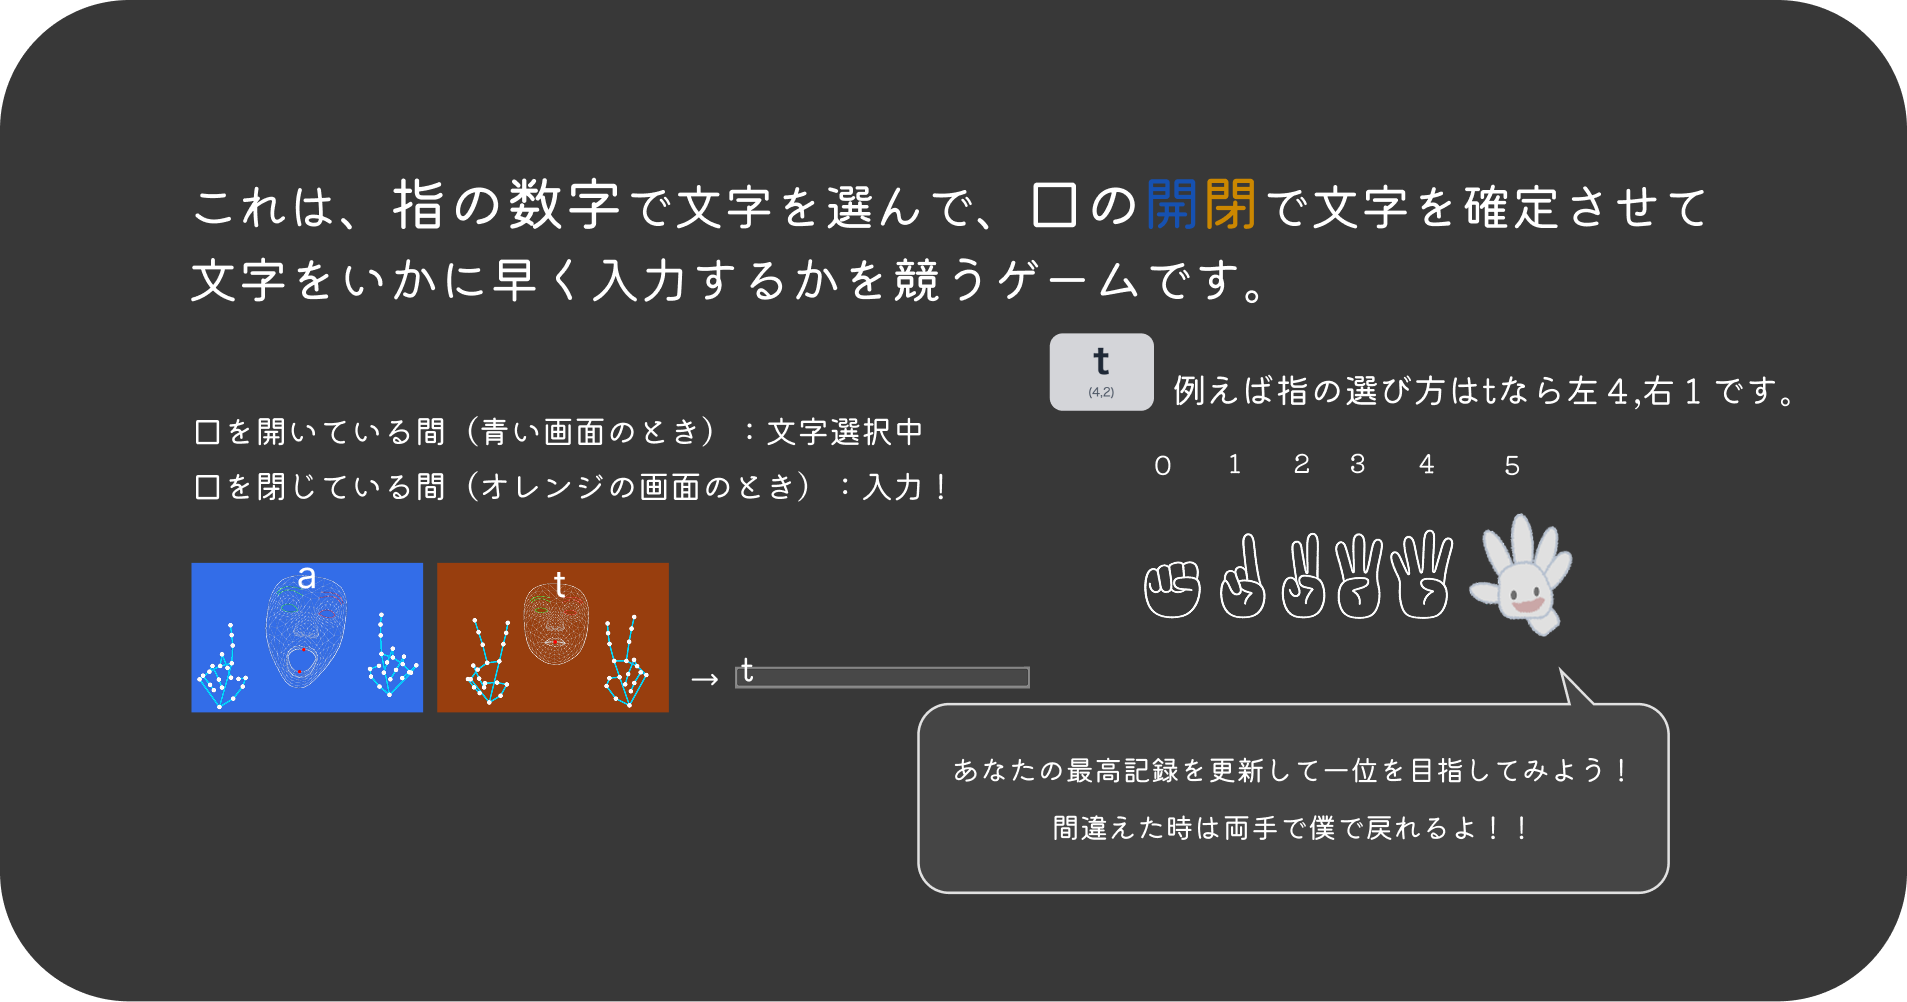 これは、指の数字で文字を選んで、口の開閉で文字を確定させて
文字をいかに早く入力するかを競うゲームです。
t
(4,2)
例えば指の選び方はtなら左４,右１です。
口を開いている間（青い画面のとき）：文字選択中
口を閉じている間（オレンジの画面のとき）：入力！
0 1 2 3 4 5
a
t
→
t
あなたの最高記録を更新して一位を目指してみよう！
間違えた時は両手で僕で戻れるよ！！